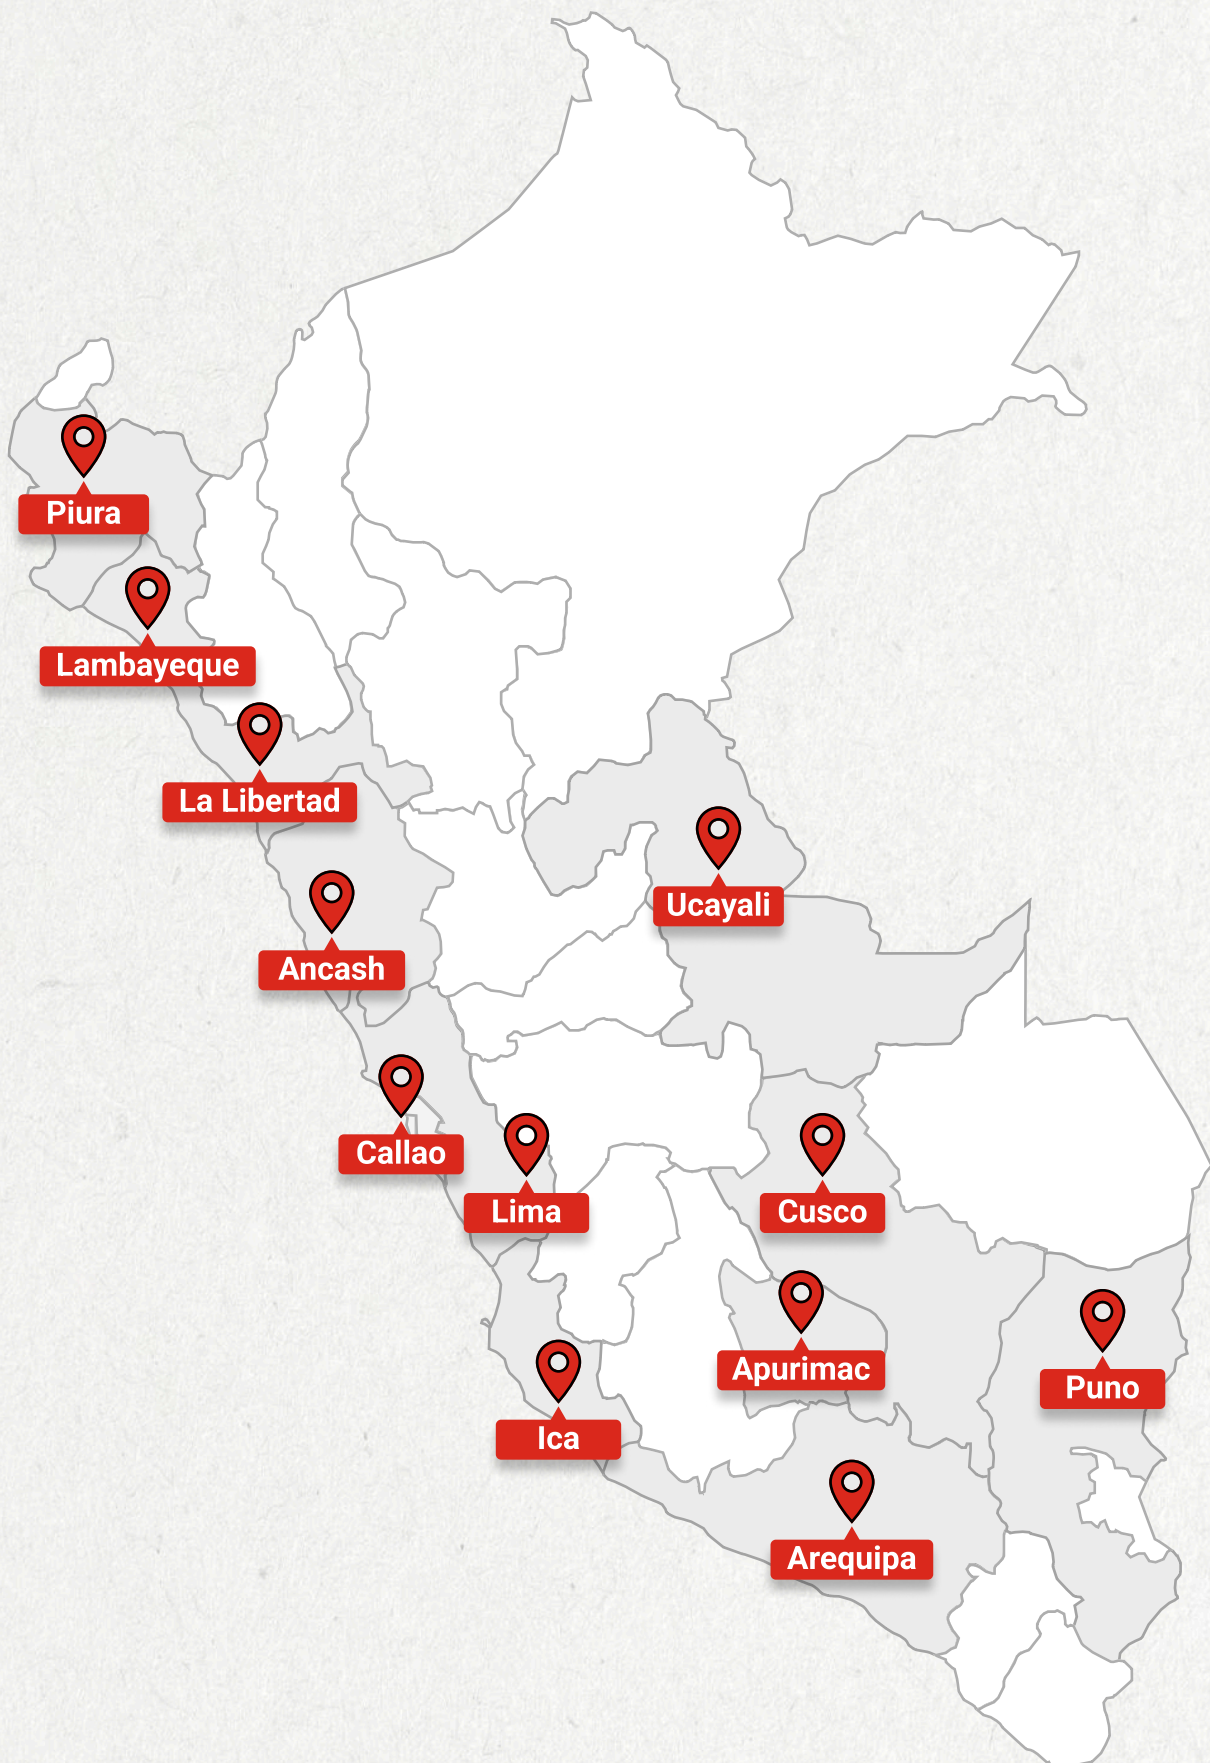 Piura
Lambayeque
La Libertad
Ucayali
Ancash
Callao
Lima
Cusco
Apurimac
Puno
Ica
Arequipa